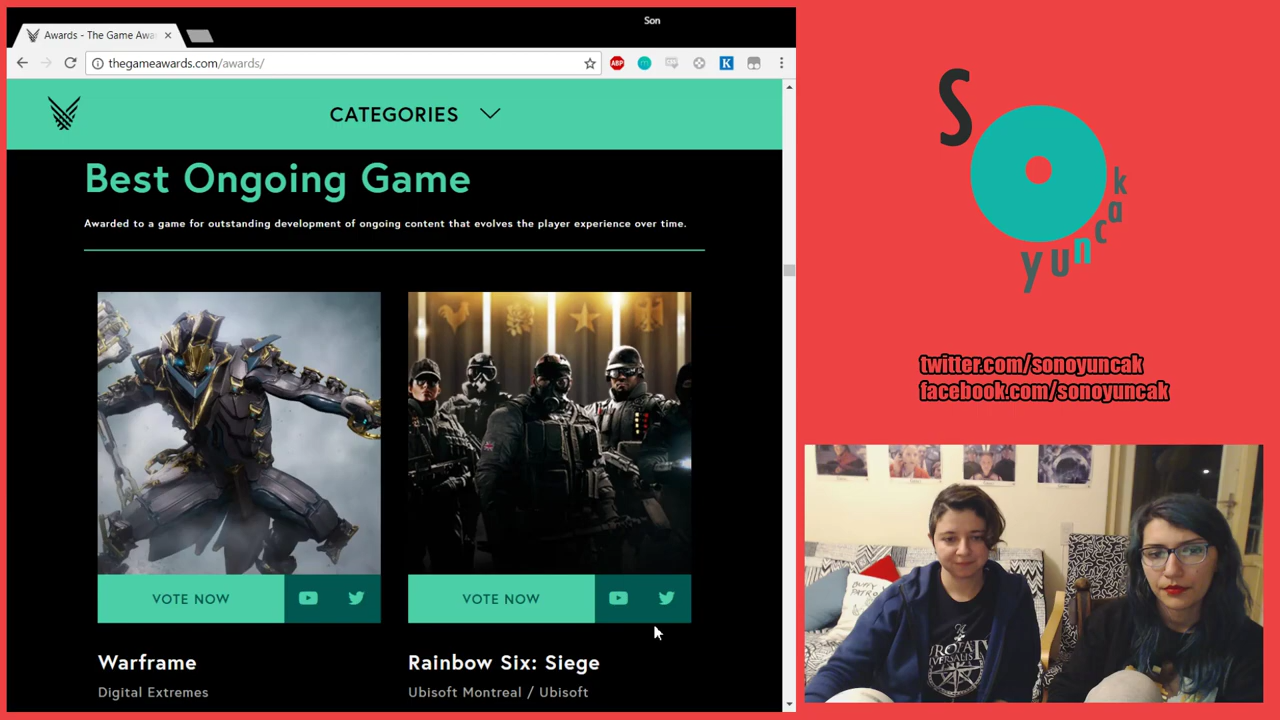 Son
Awards - The Game Awa
thegameawards.com/awards/
ABP
K
CATEGORIES
Best Ongoing Game
Awarded to a game for outstanding development of ongoing content that evolves the player experience over time.
VOTE NOW
VOTE NOW
Warframe
Rainbow Six: Siege
Digital Extremes
Ubisoft Montreal / Ubisoft
Sonoyuncak
twitter.com/sonoyuncak
facebook.com/sonoyuncak